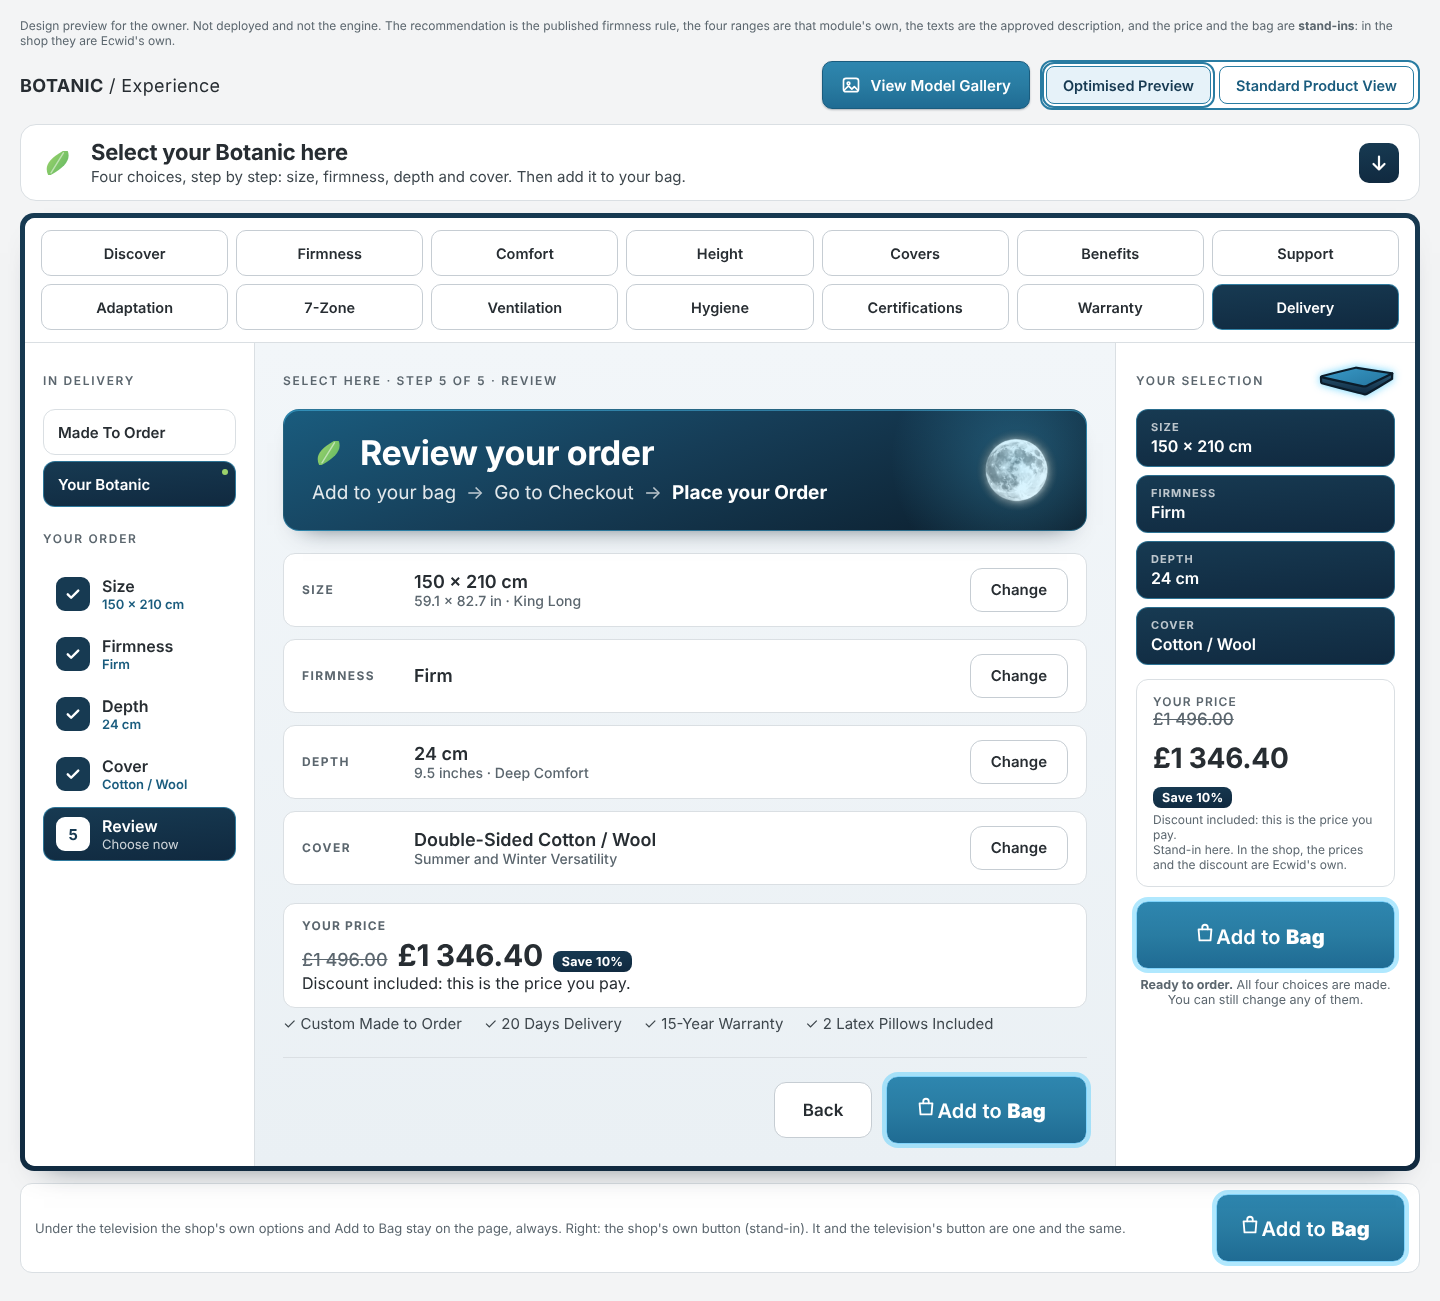 Design preview for the owner. Not deployed and not the engine. The recommendation is the published firmness rule, the four ranges are that module's own, the texts are the approved description, and the price and the bag are stand-ins: in the
shop they are Ecwid's own.
BOTANIC / Experience
View Model Gallery
Optimised Preview
Standard Product View
Select your Botanic here
Four choices, step by step: size, firmness, depth and cover. Then add it to your bag.
Discover
Firmness
Comfort
Height
Covers
Benefits
Support
Adaptation
7-Zone
Ventilation
Hygiene
Certifications
Warranty
Delivery
IN DELIVERY
Made To Order
Your Botanic
YOUR ORDER
Size
150 × 210 cm
Firmness
Firm
Depth
24 cm
Cover
Cotton / Wool
5
Review
Choose now
SELECT HERE · STEP 5 OF 5 · REVIEW
Review your order
Add to your bag → Go to Checkout → Place your Order
SIZE
150 × 210 cm
59.1 × 82.7 in · King Long
Change
FIRMNESS
Firm
Change
DEPTH
24 cm
9.5 inches · Deep Comfort
Change
COVER
Double-Sided Cotton / Wool
Summer and Winter Versatility
Change
YOUR PRICE
£1 496.00 £1 346.40 Save 10%
Discount included: this is the price you pay.
✓ Custom Made to Order ✓ 20 Days Delivery ✓ 15-Year Warranty ✓ 2 Latex Pillows Included
Back
Add to Bag
YOUR SELECTION
SIZE
150 × 210 cm
FIRMNESS
Firm
DEPTH
24 cm
COVER
Cotton / Wool
YOUR PRICE
£1 496.00
£1 346.40
Save 10%
Discount included: this is the price you
pay.
Stand-in here. In the shop, the prices
and the discount are Ecwid's own.
Add to Bag
Ready to order. All four choices are made.
You can still change any of them.
Under the television the shop's own options and Add to Bag stay on the page, always. Right: the shop's own button (stand-in). It and the television's button are one and the same.
Add to Bag